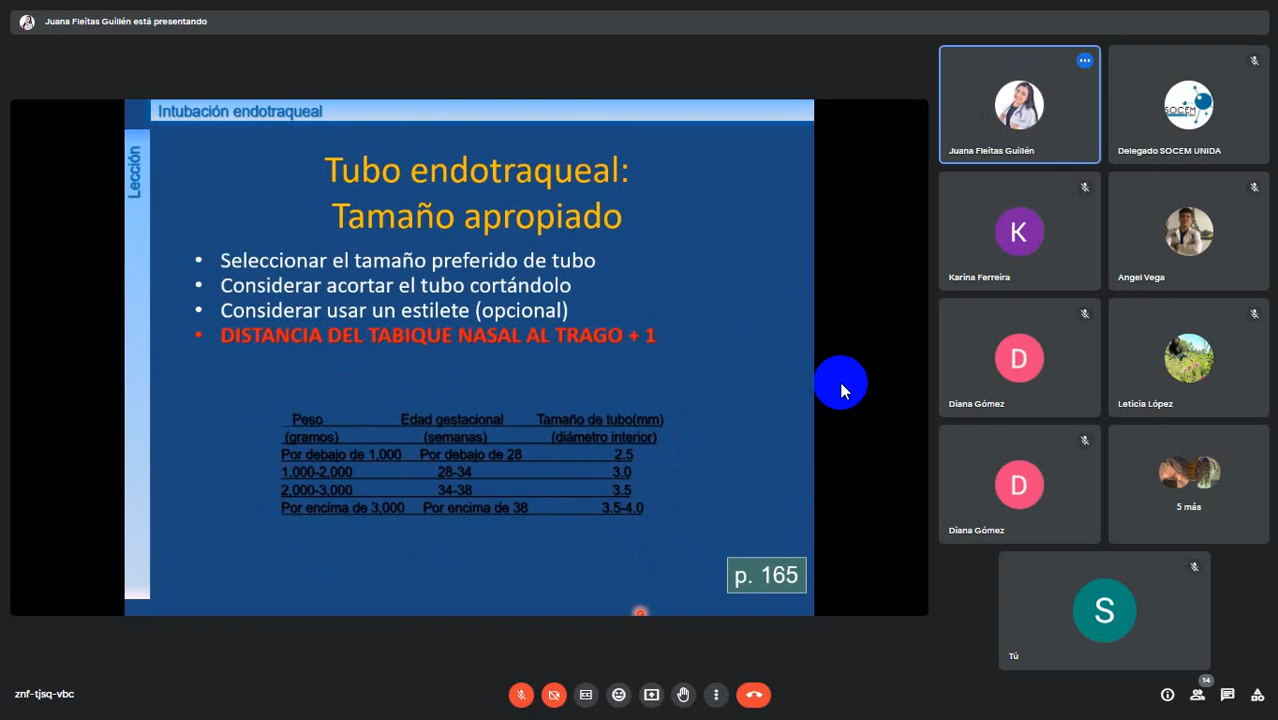 Juana Fleitas Guillén está presentando
Intubación endotraqueal
Lección
Tubo endotraqueal:
Tamaño apropiado
• Seleccionar el tamaño preferido de tubo
• Considerar acortar el tubo cortándolo
• Considerar usar un estilete (opcional)
• DISTANCIA DEL TABIQUE NASAL AL TRAGO + 1
Peso Edad gestacional Tamaño de tubo(mm)
(gramos) (semanas) (diámetro interior)
Por debajo de 1,000 Por debajo de 28 2.5
1,000-2,000 28-34 3.0
2,000-3,000 34-38 3.5
Por encima de 3,000 Por encima de 38 3.5-4.0
p. 165
Juana Fleitas Guillén
SOCEM
Delegado SOCEM UNIDA
K
Karina Ferreira
Angel Vega
D
Diana Gómez
Leticia López
D
Diana Gómez
5 más
S
Tú
znf-tjsq-vbc
14